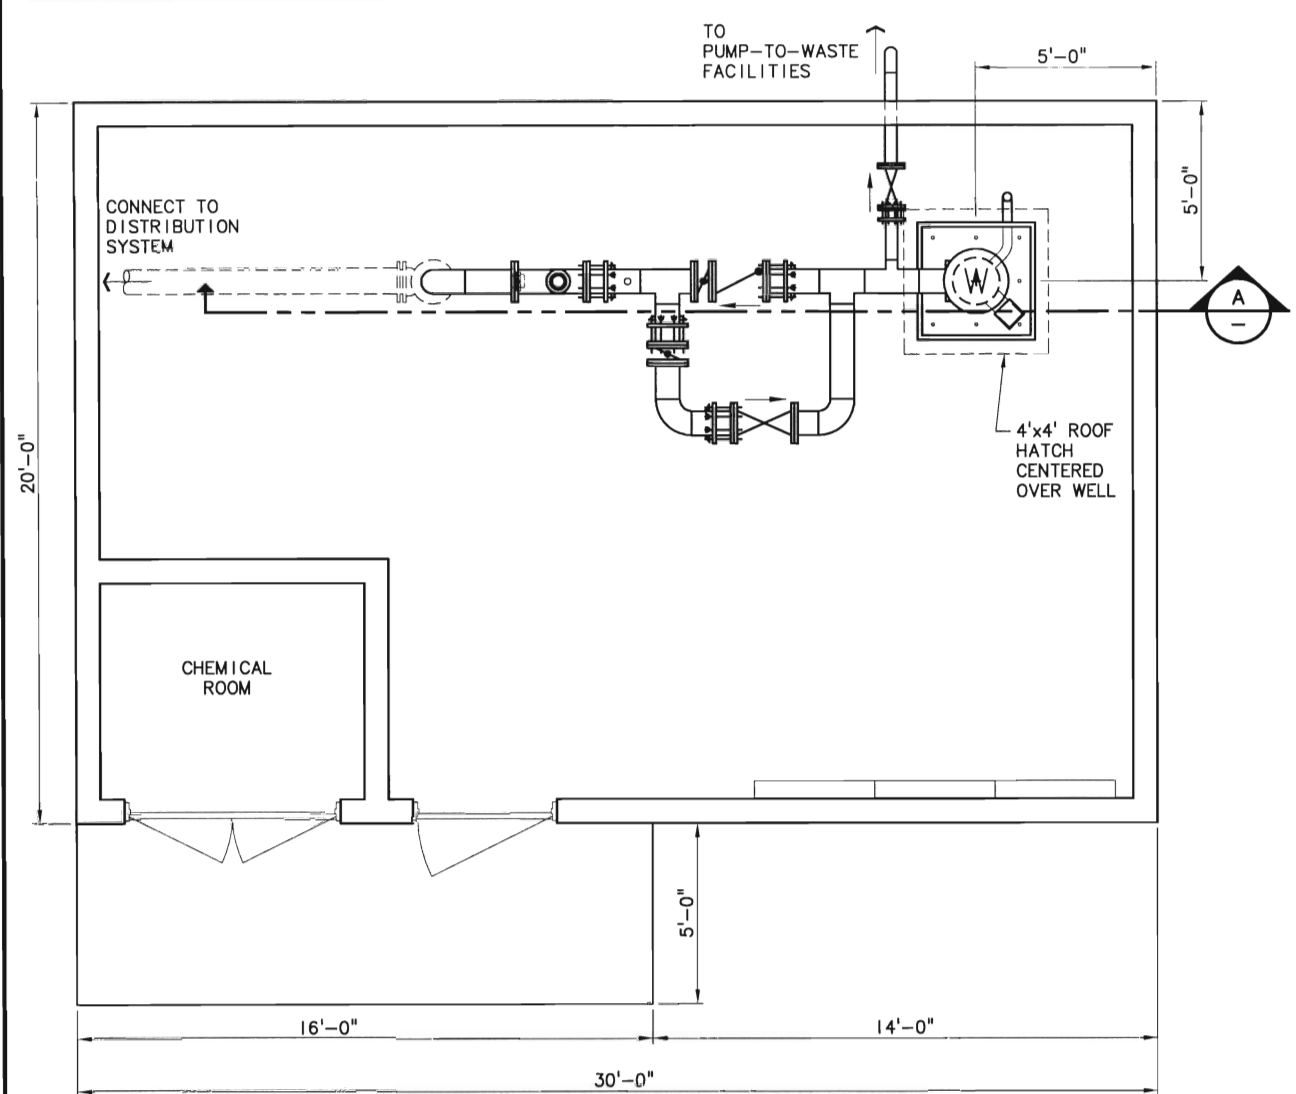 TO
PUMP-TO-WASTE
FACILITIES
5'-0"
5'-0"
CONNECT TO
DISTRIBUTION
SYSTEM
W
A
–
20'-0"
4'x4' ROOF
HATCH
CENTERED
OVER WELL
CHEMICAL
ROOM
5'-0"
16'-0"
14'-0"
30'-0"